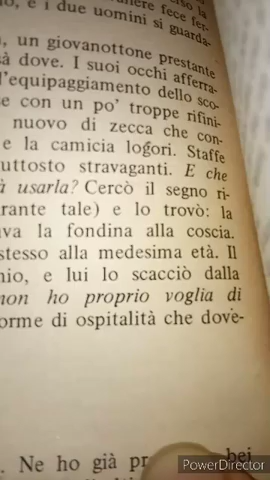 o, e i due uomini si guarda-
, un giovanottone prestante
sà dove. I suoi occhi afferra-
l'equipaggiamento dello sco-
e con un po' troppe rifini-
nuovo di zecca che con-
e la camicia logori. Staffe
uttosto stravaganti. E che
à usarla? Cercò il segno ri-
rante tale) e lo trovò: la
va la fondina alla coscia.
stesso alla medesima età. Il
nio, e lui lo scacciò dalla
non ho proprio voglia di
orme di ospitalità che dove-
. Ne ho già pr bei
PowerDirector